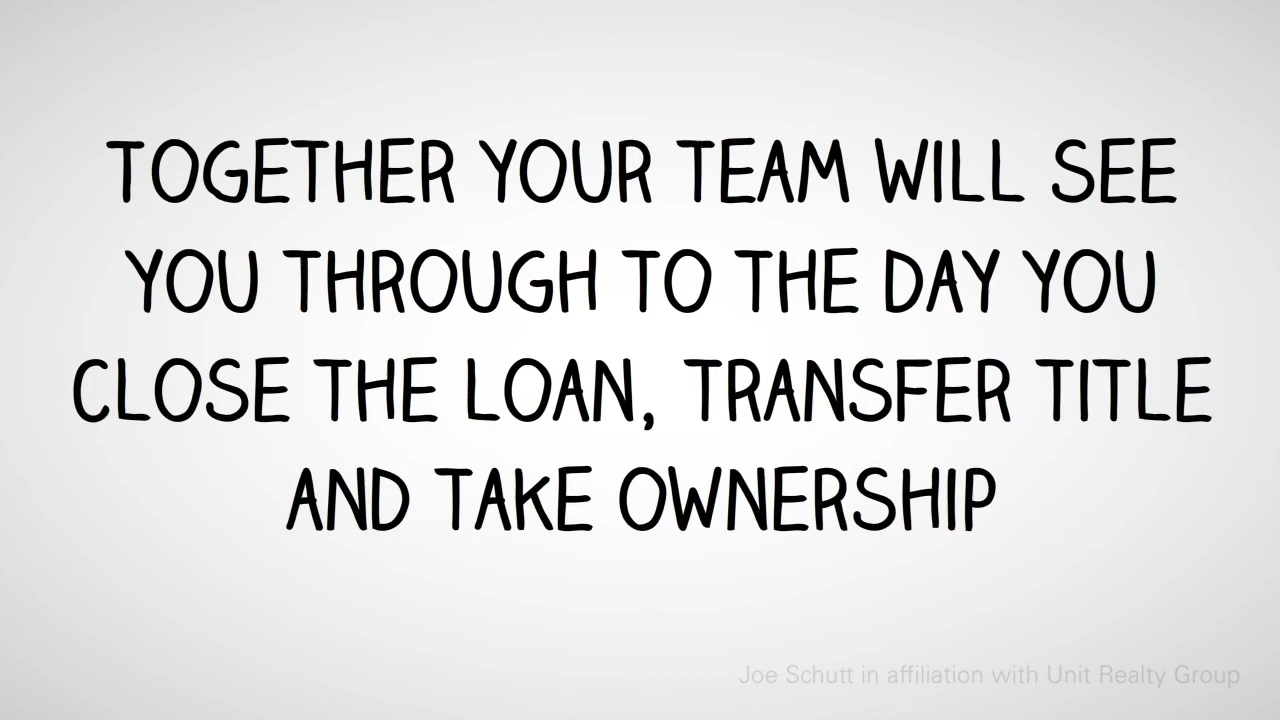 TOGETHER YOUR TEAM WILL SEE
YOU THROUGH TO THE DAY YOU
CLOSE THE LOAN, TRANSFER TITLE
AND TAKE OWNERSHIP
Joe Schutt in affiliation with Unit Realty Group